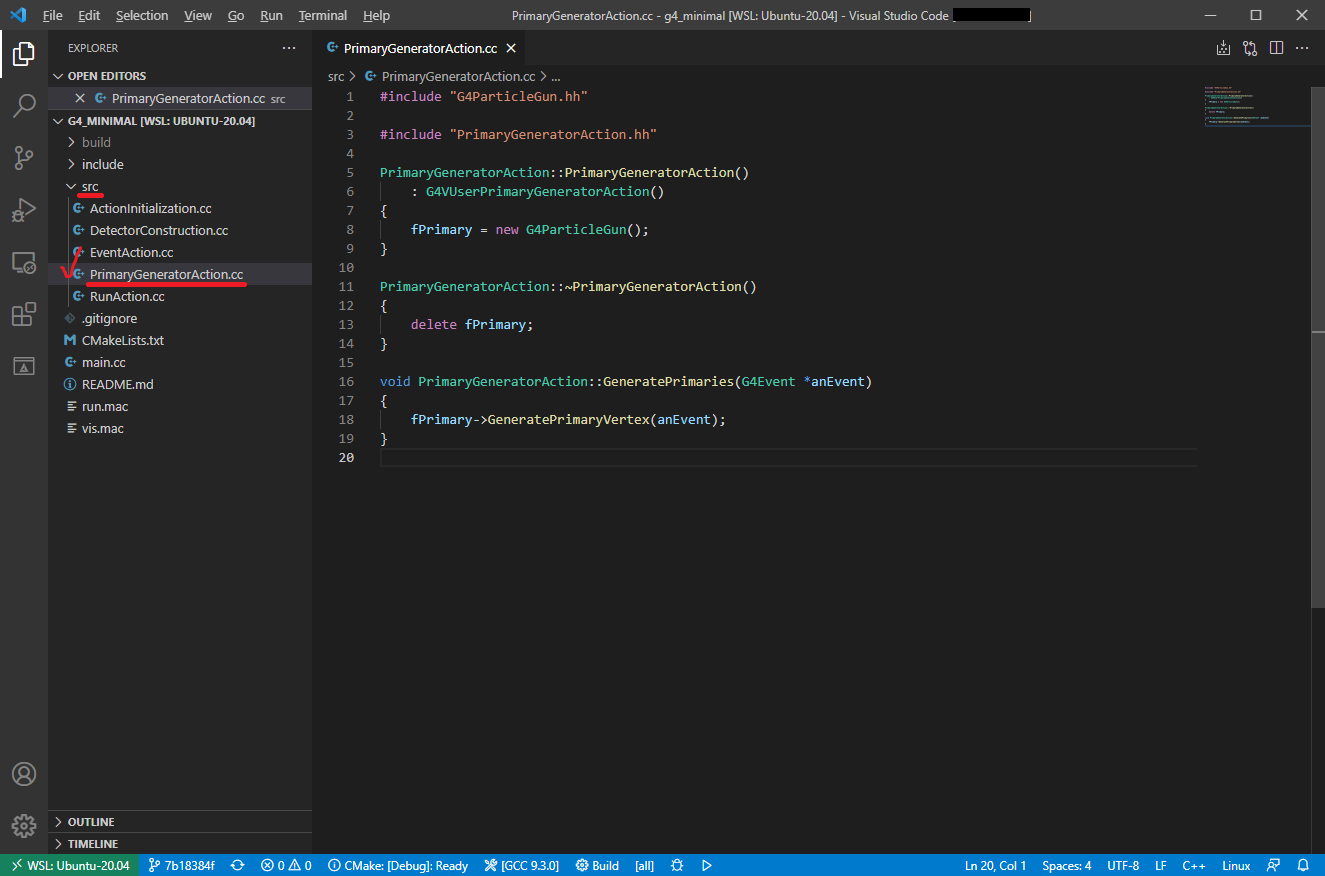 File Edit Selection View Go Run Terminal Help PrimaryGeneratorAction.cc - g4_minimal [WSL: Ubuntu-20.04] - Visual Studio Code
EXPLORER ···
OPEN EDITORS
PrimaryGeneratorAction.cc src
G4_MINIMAL [WSL: UBUNTU-20.04]
build
include
src
ActionInitialization.cc
DetectorConstruction.cc
EventAction.cc
PrimaryGeneratorAction.cc
RunAction.cc
.gitignore
CMakeLists.txt
main.cc
README.md
run.mac
vis.mac
OUTLINE
TIMELINE
PrimaryGeneratorAction.cc
src > PrimaryGeneratorAction.cc > ...
1 #include "G4ParticleGun.hh"
2
3 #include "PrimaryGeneratorAction.hh"
4
5 PrimaryGeneratorAction::PrimaryGeneratorAction()
6     : G4VUserPrimaryGeneratorAction()
7 {
8     fPrimary = new G4ParticleGun();
9 }
10
11 PrimaryGeneratorAction::~PrimaryGeneratorAction()
12 {
13     delete fPrimary;
14 }
15
16 void PrimaryGeneratorAction::GeneratePrimaries(G4Event *anEvent)
17 {
18     fPrimary->GeneratePrimaryVertex(anEvent);
19 }
20
WSL: Ubuntu-20.04 7b18384f 0 0 CMake: [Debug]: Ready [GCC 9.3.0] Build [all] Ln 20, Col 1 Spaces: 4 UTF-8 LF C++ Linux